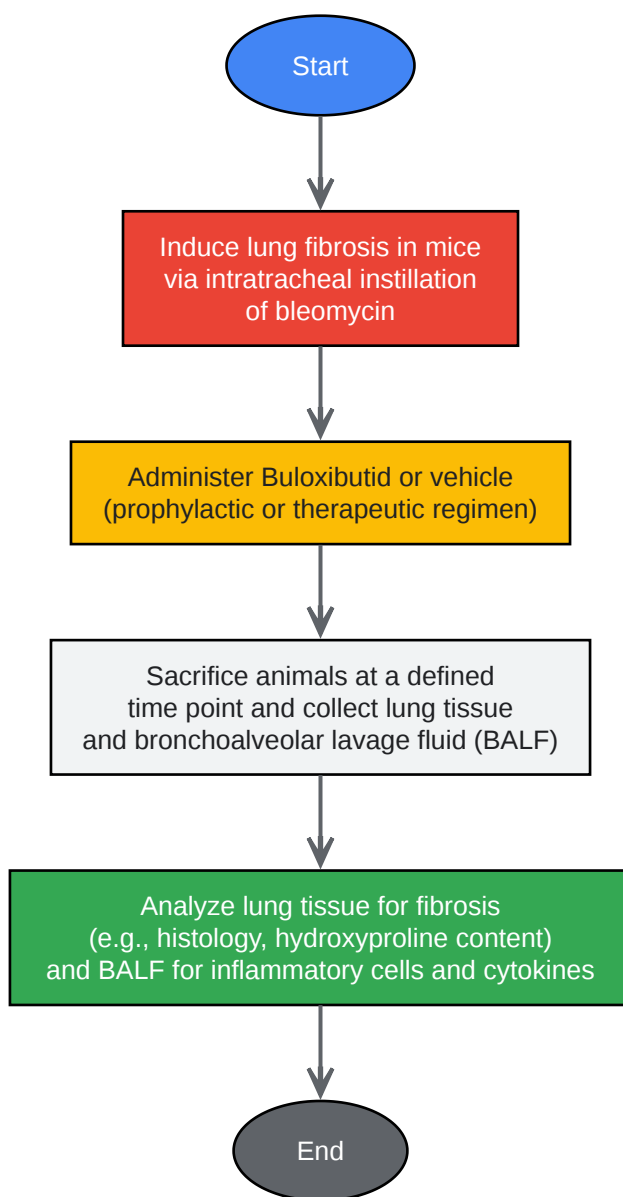 Start
Induce lung fibrosis in mice
via intratracheal instillation
of bleomycin
Administer Buloxibutid or vehicle
(prophylactic or therapeutic regimen)
Sacrifice animals at a defined
time point and collect lung tissue
and bronchoalveolar lavage fluid (BALF)
Analyze lung tissue for fibrosis
(e.g., histology, hydroxyproline content)
and BALF for inflammatory cells and cytokines
End